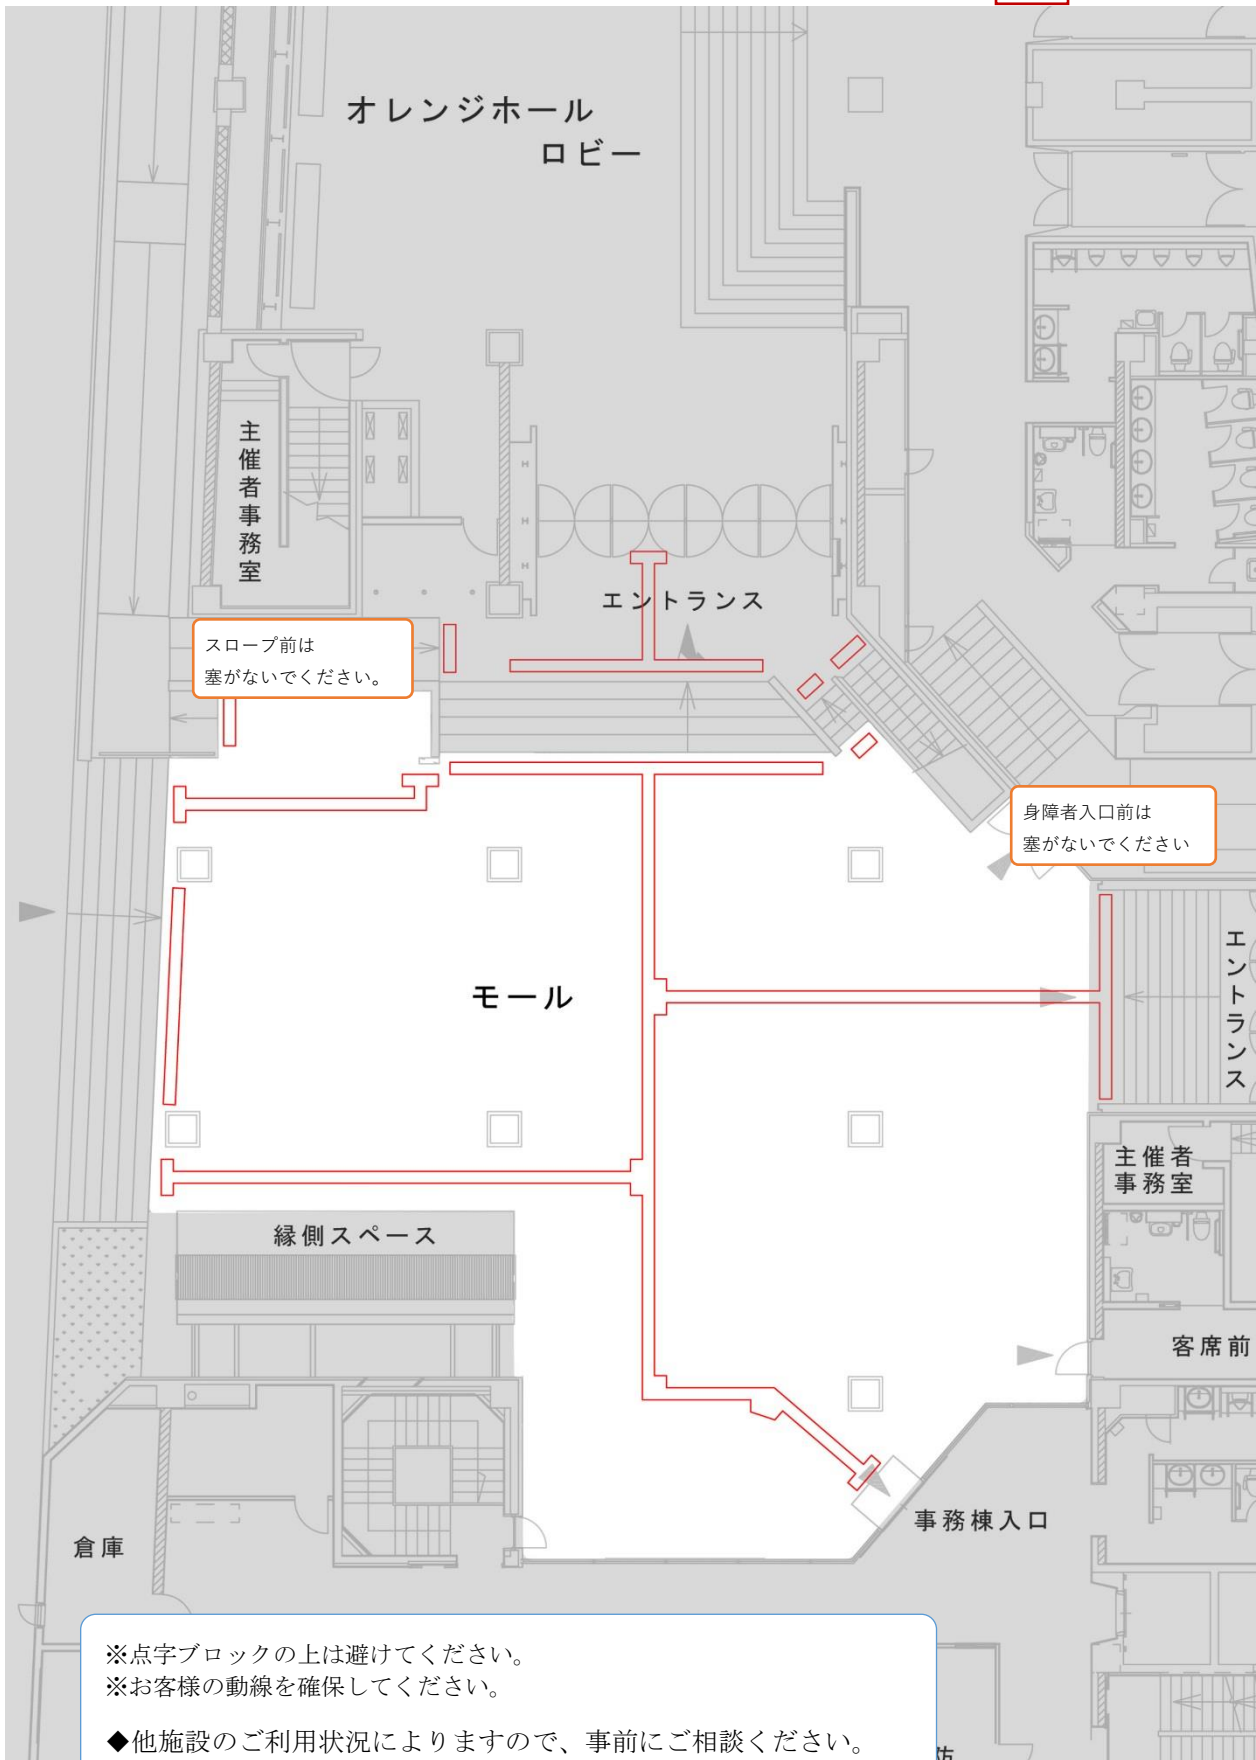 オレンジホール
ロビー
主催者事務室
エントランス
スロープ前は
塞がないでください。
身障者入口前は
塞がないでください
エントランス
モール
主催者
事務室
縁側スペース
客席前
事務棟入口
倉庫
※点字ブロックの上は避けてください。
※お客様の動線を確保してください。
◆他施設のご利用状況によりますので、事前にご相談ください。